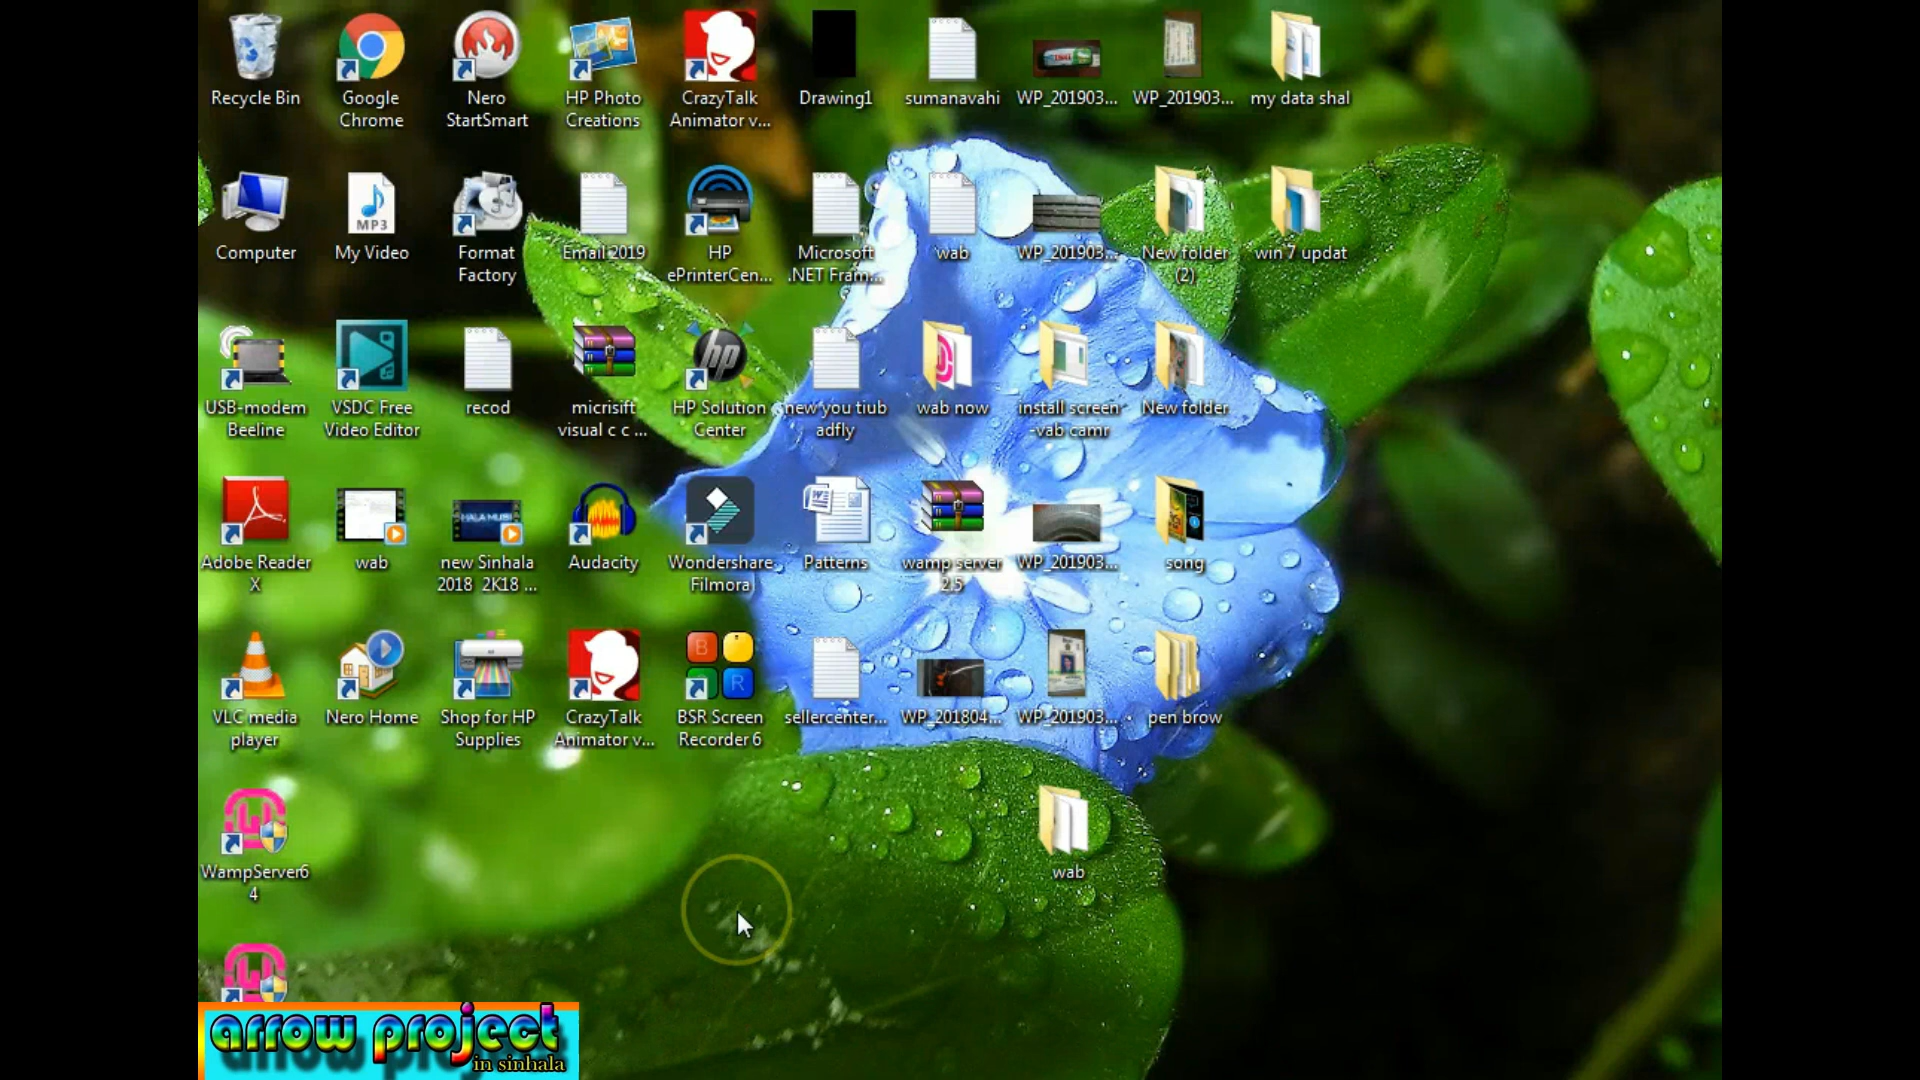 Recycle Bin
Google
Chrome
Nero
StartSmart
HP Photo
Creations
CrazyTalk
Animator v...
Drawing1
sumanavahi
WP_201903...
WP_201903...
my data shal
Computer
MP3
My Video
Format
Factory
Email 2019
HP
ePrinterCen...
Microsoft
.NET Fram...
wab
WP_201903...
New folder
(2)
win 7 updat
USB-modem
Beeline
VSDC Free
Video Editor
recod
micrisift
visual c c ...
hp
HP Solution
Center
new you tiub
adfly
wab now
install screen
-vab camr
New folder
Adobe Reader
X
wab
new Sinhala
2018 2K18 ...
Audacity
Wondershare
Filmora
W
Patterns
wamp server
2.5
WP_201903...
song
VLC media
player
Nero Home
Shop for HP
Supplies
CrazyTalk
Animator v...
B
R
BSR Screen
Recorder 6
sellercenter...
WP_201804...
WP_201903...
pen brow
WampServer6
4
wab
arrow project
in sinhala